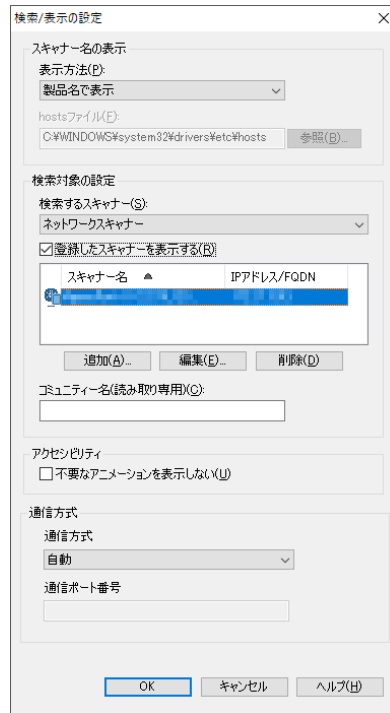 検索/表示の設定
スキャナー名の表示
表示方法(P):
製品名で表示
hostsファイル(F):
C:¥WINDOWS¥system32¥drivers¥etc¥hosts
参照(B)...
検索対象の設定
検索するスキャナー(S):
ネットワークスキャナー
登録したスキャナーを表示する(R)
スキャナー名 ▲ IPアドレス/FQDN
追加(A)... 編集(E)... 削除(D)
コミュニティー名(読み取り専用)(C):
アクセシビリティ
不要なアニメーションを表示しない(U)
通信方式
通信方式
自動
通信ポート番号
OK キャンセル ヘルプ(H)